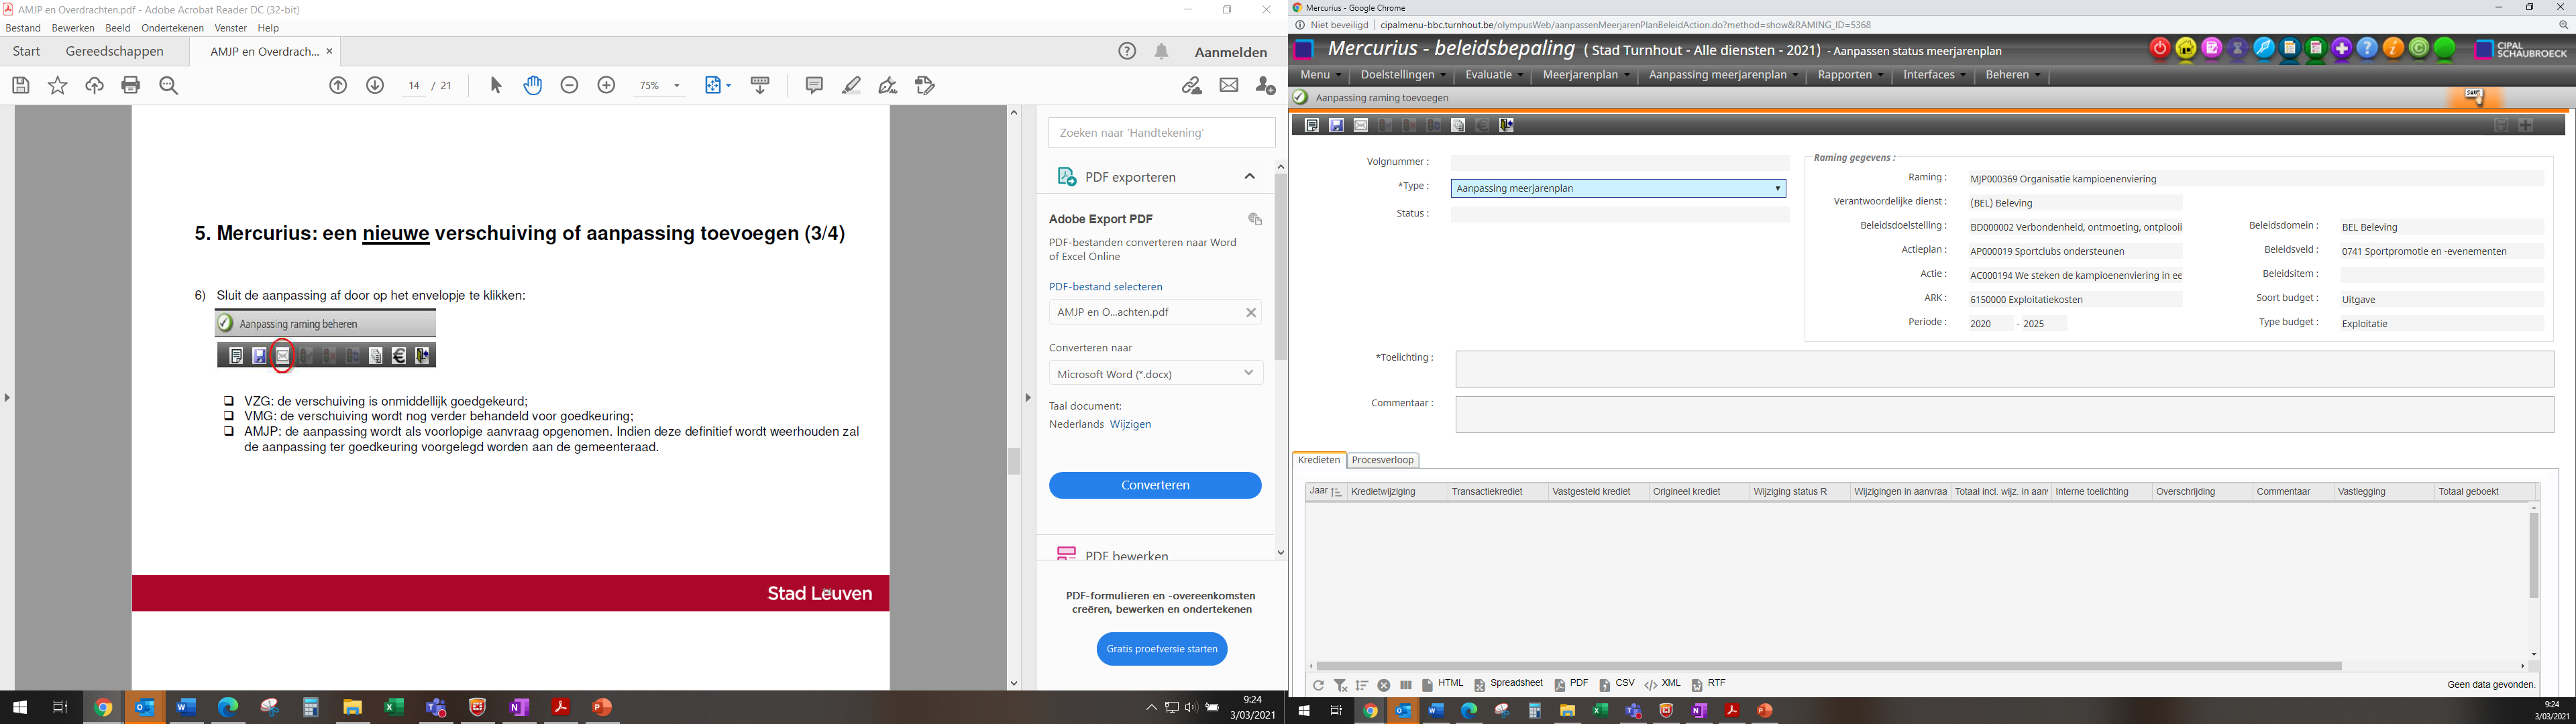 AMJP en Overdrachten.pdf - Adobe Acrobat Reader DC (32-bit)
Bestand Bewerken Beeld Ondertekenen Venster Help
Start Gereedschappen AMJP en Overdrach... ×
Aanmelden
14 / 21
75%
5. Mercurius: een nieuwe verschuiving of aanpassing toevoegen (3/4)
6) Sluit de aanpassing af door op het envelopje te klikken:
Aanpassing raming beheren
VZG: de verschuiving is onmiddellijk goedgekeurd;
VMG: de verschuiving wordt nog verder behandeld voor goedkeuring;
AMJP: de aanpassing wordt als voorlopige aanvraag opgenomen. Indien deze definitief wordt weerhouden zal
de aanpassing ter goedkeuring voorgelegd worden aan de gemeenteraad.
Stad Leuven
Zoeken naar 'Handtekening'
PDF exporteren
Adobe Export PDF
PDF-bestanden converteren naar Word
of Excel Online
PDF-bestand selecteren
AMJP en O...achten.pdf
Converteren naar
Microsoft Word (*.docx)
Taal document:
Nederlands Wijzigen
Converteren
PDF bewerken
PDF-formulieren en -overeenkomsten
creëren, bewerken en ondertekenen
Gratis proefversie starten
9:24
3/03/2021
Mercurius - Google Chrome
Niet beveiligd | cipalmenu-bbc.turnhout.be/olympusWeb/aanpassenMeerjarenPlanBeleidAction.do?method=show&RAMING_ID=5368
Mercurius - beleidsbepaling ( Stad Turnhout - Alle diensten - 2021) - Aanpassen status meerjarenplan
CIPAL
SCHAUBROECK
Menu Doelstellingen Evaluatie Meerjarenplan Aanpassing meerjarenplan Rapporten Interfaces Beheren
Aanpassing raming toevoegen
Volgnummer :
*Type : Aanpassing meerjarenplan
Status :
Raming gegevens :
Raming : MJP000369 Organisatie kampioenenviering
Verantwoordelijke dienst : (BEL) Beleving
Beleidsdoelstelling : BD000002 Verbondenheid, ontmoeting, ontplooii Beleidsdomein : BEL Beleving
Actieplan : AP000019 Sportclubs ondersteunen Beleidsveld : 0741 Sportpromotie en -evenementen
Actie : AC000194 We steken de kampioenenviering in ee Beleidsitem :
ARK : 6150000 Exploitatiekosten Soort budget : Uitgave
Periode : 2020 - 2025 Type budget : Exploitatie
*Toelichting :
Commentaar :
Kredieten Procesverloop
Jaar Kredietwijziging Transactiekrediet Vastgesteld krediet Origineel krediet Wijziging status R Wijzigingen in aanvraa Totaal incl. wijz. in aanv Interne toelichting Overschrijding Commentaar Vastlegging Totaal geboekt
HTML Spreadsheet PDF CSV XML RTF
Geen data gevonden.
9:24
3/03/2021